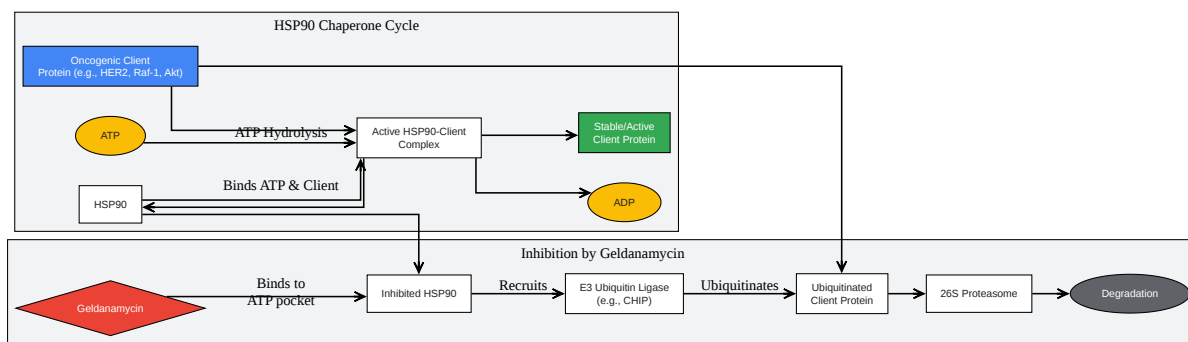 HSP90 Chaperone Cycle
Oncogenic Client
Protein (e.g., HER2, Raf-1, Akt)
ATP
ATP Hydrolysis
Active HSP90-Client
Complex
Stable/Active
Client Protein
Binds ATP & Client
HSP90
ADP
Inhibition by Geldanamycin
Geldanamycin
Binds to
ATP pocket
Inhibited HSP90
Recruits
E3 Ubiquitin Ligase
(e.g., CHIP)
Ubiquitinates
Ubiquitinated
Client Protein
26S Proteasome
Degradation